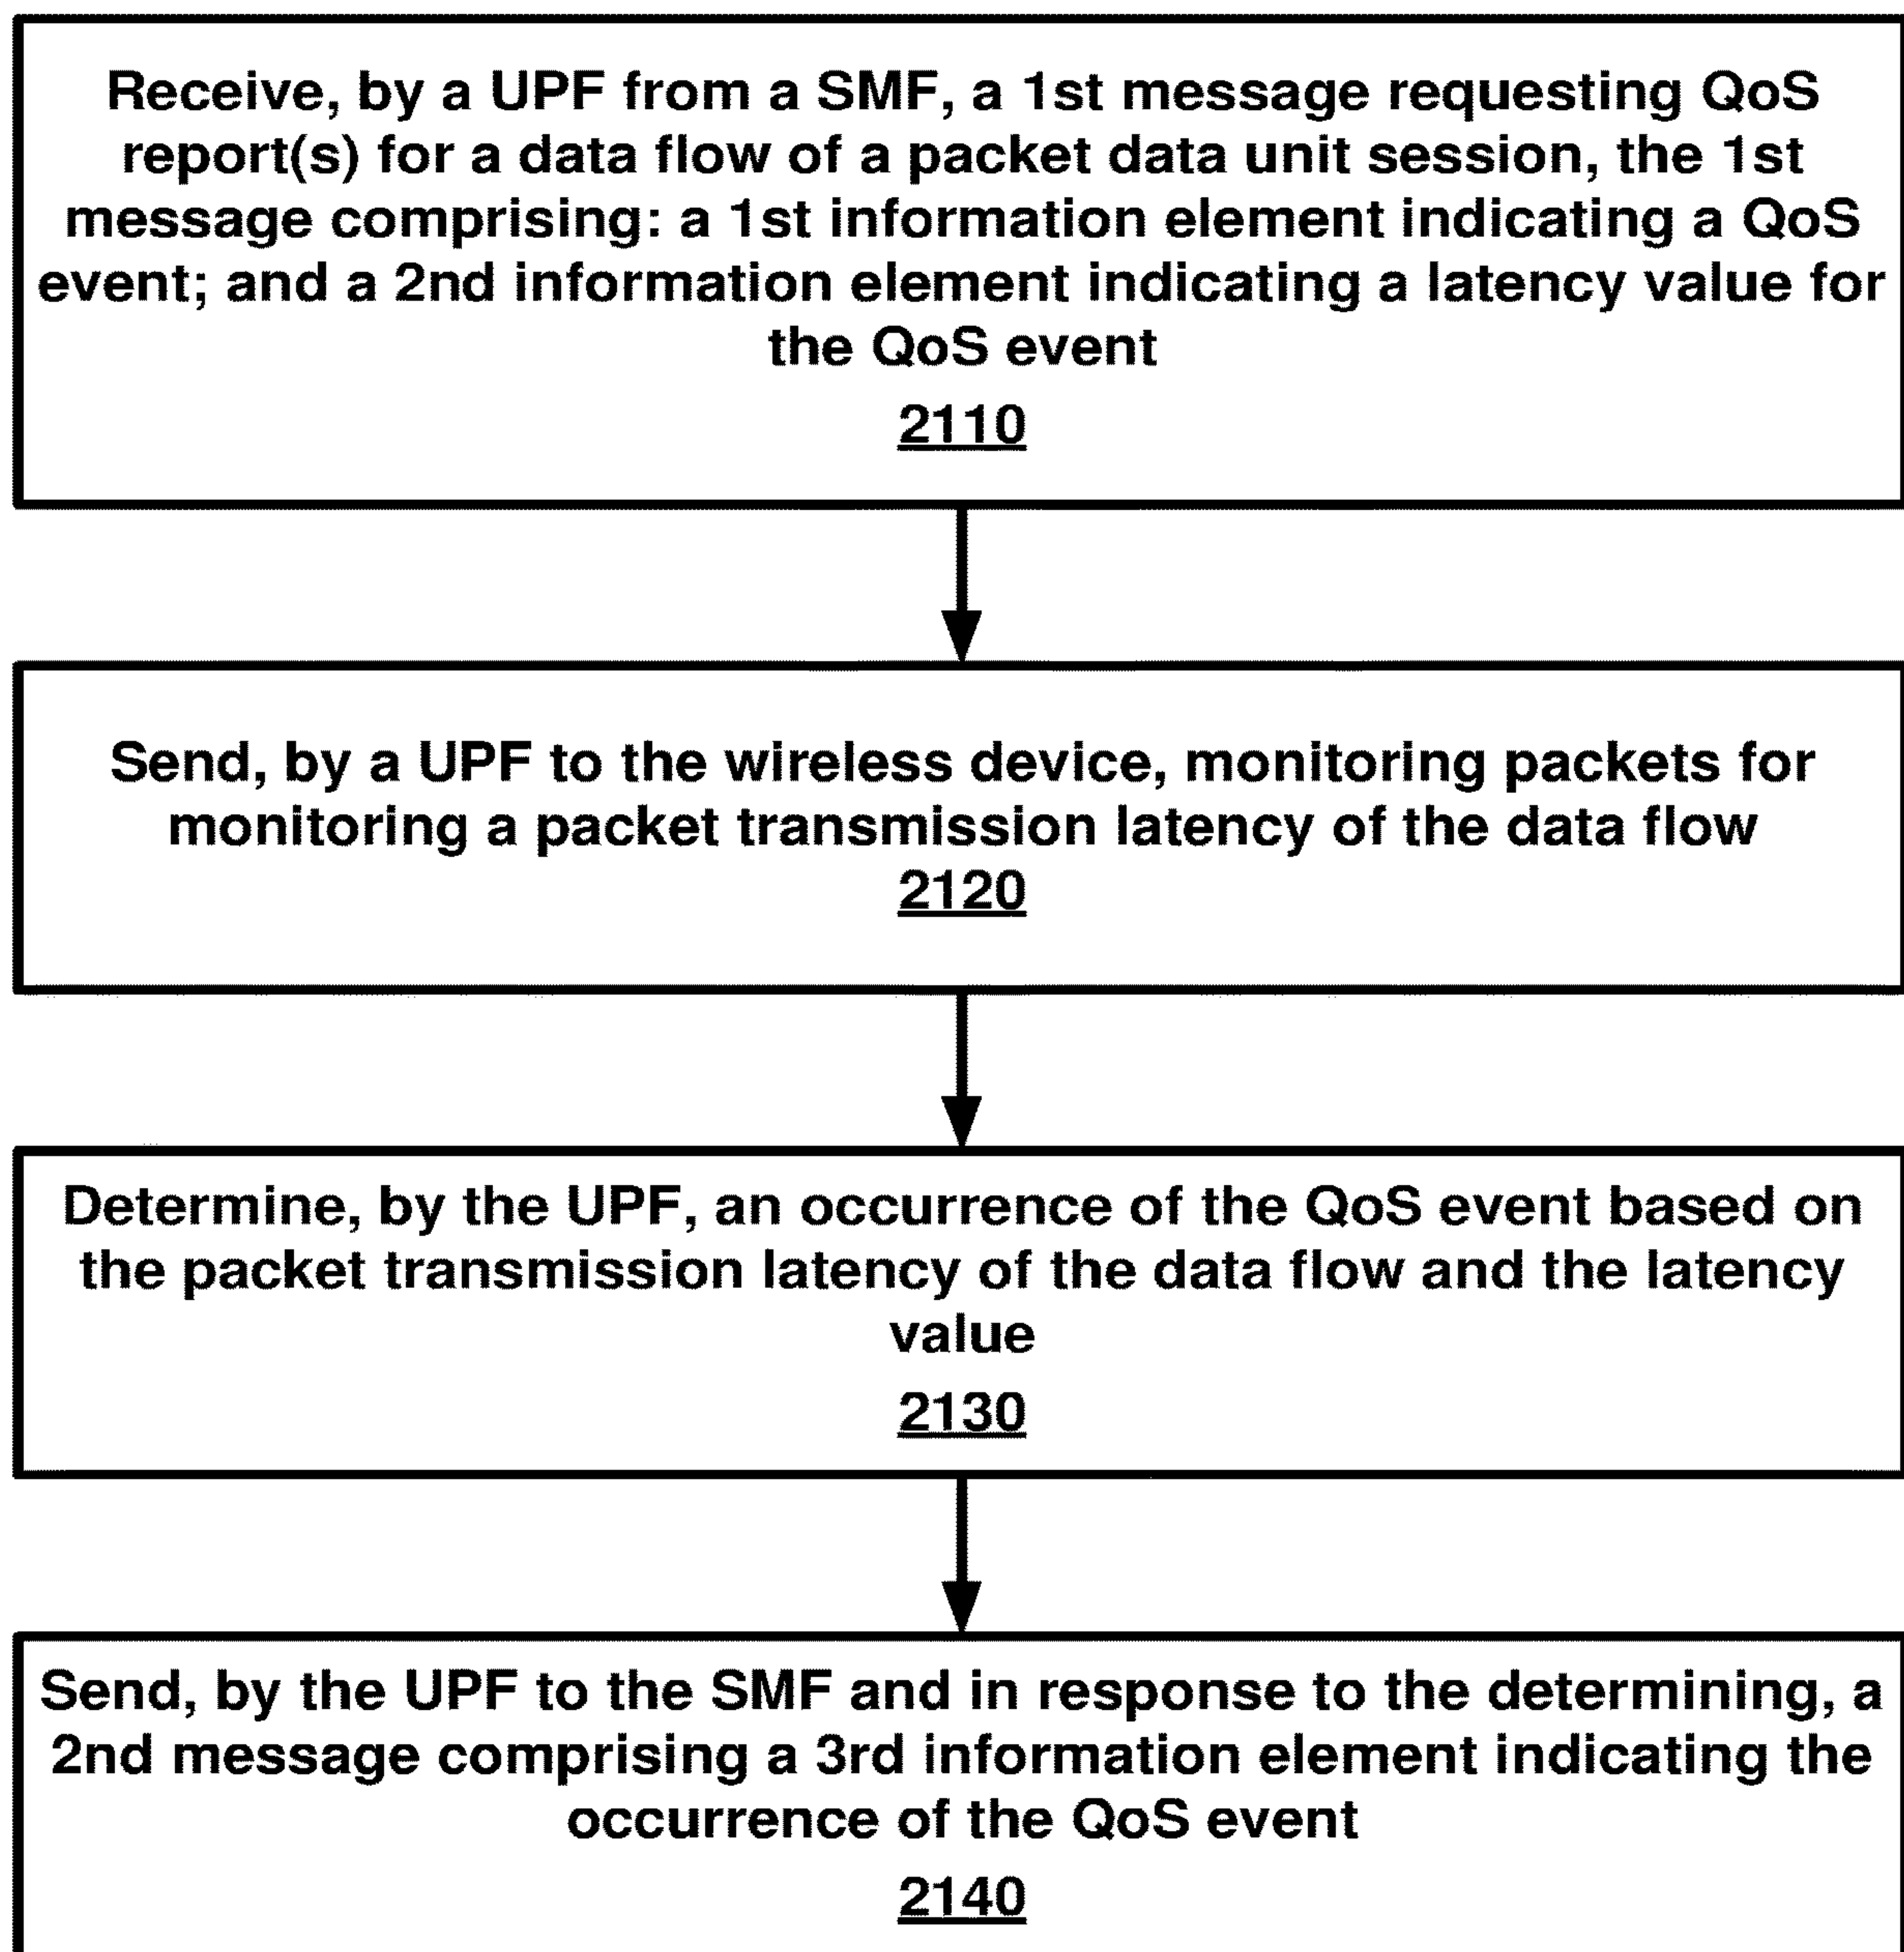 Receive, by a UPF from a SMF, a 1st message requesting QoS
report(s) for a data flow of a packet data unit session, the 1st
message comprising: a 1st information element indicating a QoS
event; and a 2nd information element indicating a latency value for
the QoS event
2110
Send, by a UPF to the wireless device, monitoring packets for
monitoring a packet transmission latency of the data flow
2120
Determine, by the UPF, an occurrence of the QoS event based on
the packet transmission latency of the data flow and the latency
value
2130
Send, by the UPF to the SMF and in response to the determining, a
2nd message comprising a 3rd information element indicating the
occurrence of the QoS event
2140